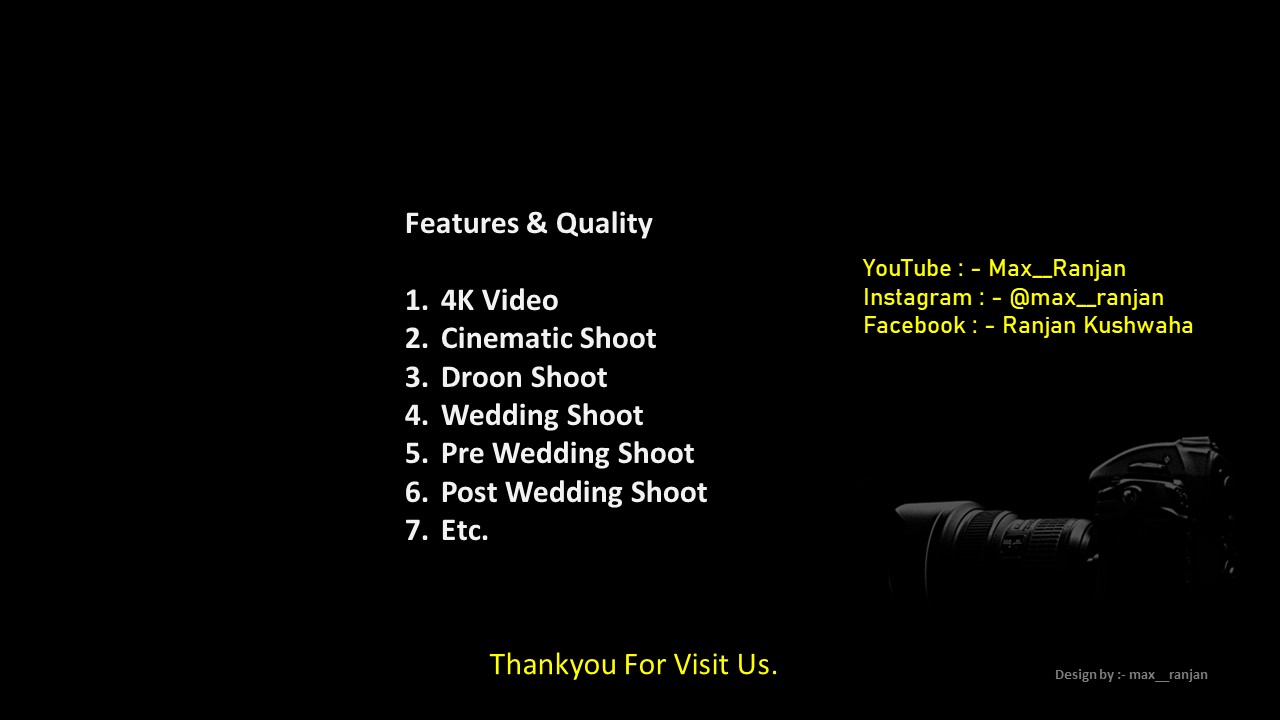 Features & Quality
1. 4K Video
2. Cinematic Shoot
3. Droon Shoot
4. Wedding Shoot
5. Pre Wedding Shoot
6. Post Wedding Shoot
7. Etc.
YouTube : - Max__Ranjan
Instagram : - @max__ranjan
Facebook : - Ranjan Kushwaha
Thankyou For Visit Us.
Design by :- max__ranjan